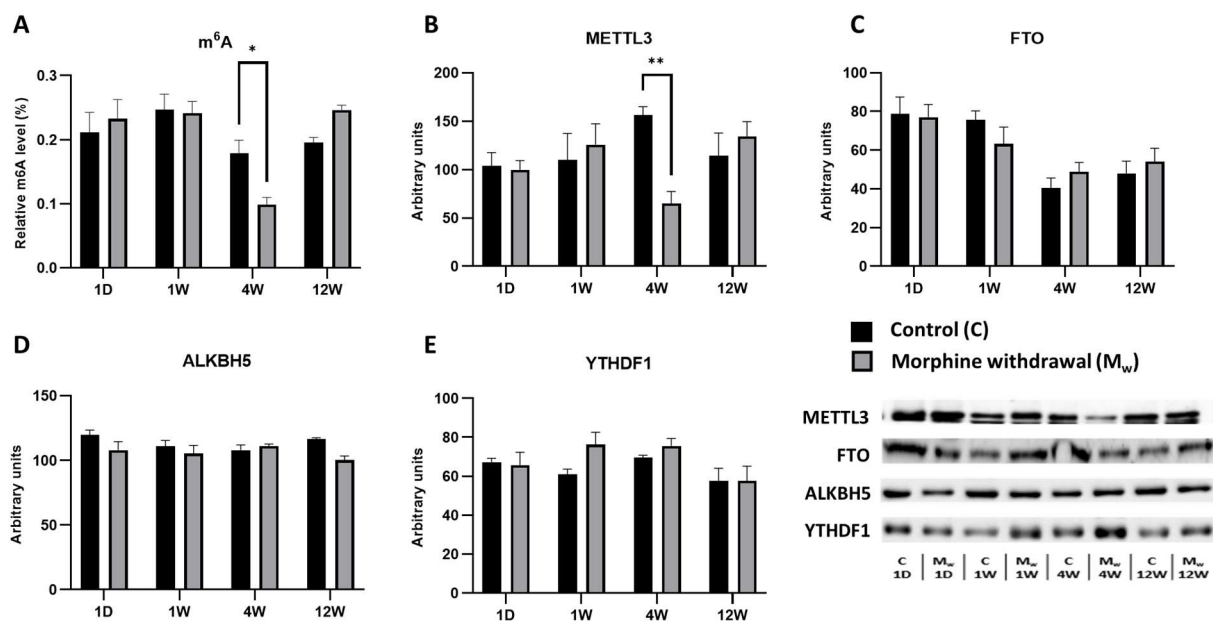 A
m⁶A
Relative m6A level (%)
0.3
0.2
0.1
0.0
*
1D 1W 4W 12W
B
METTL3
Arbitrary units
200
150
100
50
0
**
1D 1W 4W 12W
C
FTO
Arbitrary units
80
60
40
20
0
1D 1W 4W 12W
D
ALKBH5
Arbitrary units
150
100
50
0
1D 1W 4W 12W
E
YTHDF1
Arbitrary units
100
80
60
40
20
0
1D 1W 4W 12W
Control (C)
Morphine withdrawal (Mw)
METTL3
FTO
ALKBH5
YTHDF1
C Mw C Mw C Mw C Mw
1D 1D 1W 1W 4W 4W 12W 12W